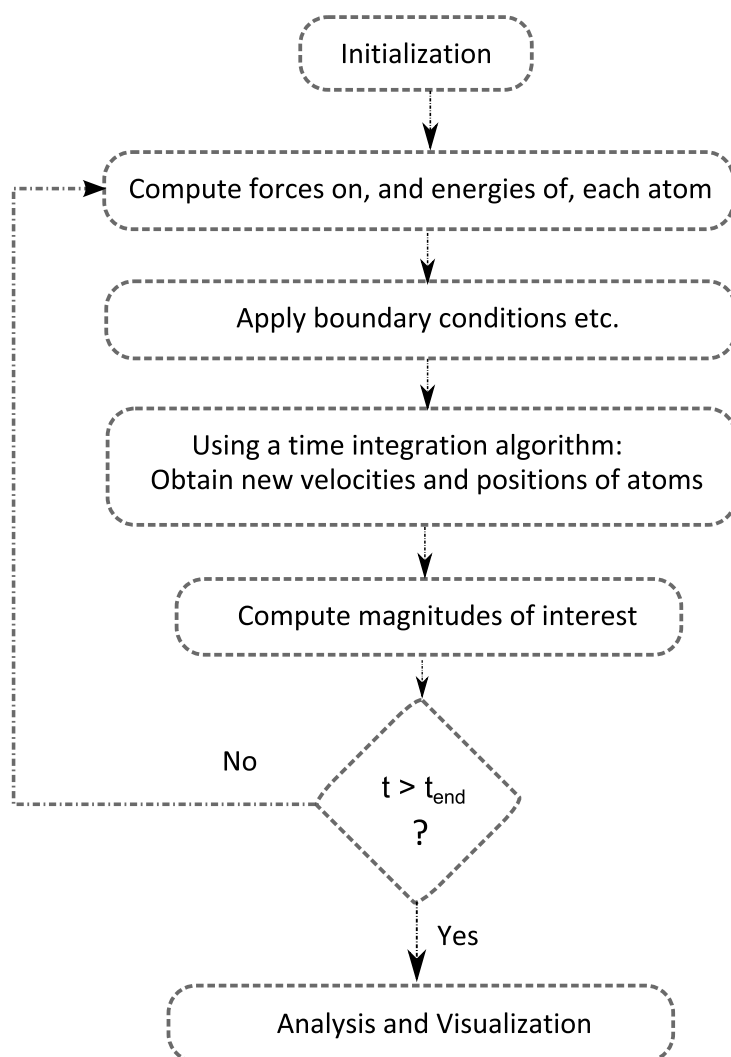 Initialization
Compute forces on, and energies of, each atom
Apply boundary conditions etc.
Using a time integration algorithm:
Obtain new velocities and positions of atoms
Compute magnitudes of interest
No
t > tend
?
Yes
Analysis and Visualization